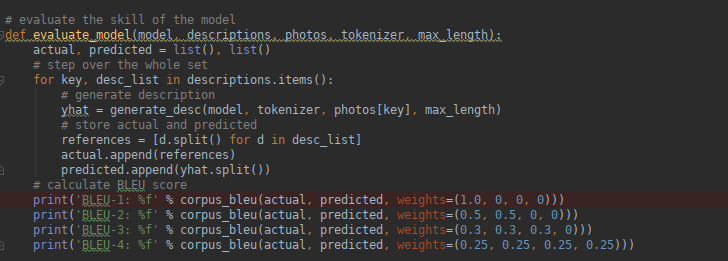 # evaluate the skill of the model
def evaluate_model(model, descriptions, photos, tokenizer, max_length):
    actual, predicted = list(), list()
    # step over the whole set
    for key, desc_list in descriptions.items():
        # generate description
        yhat = generate_desc(model, tokenizer, photos[key], max_length)
        # store actual and predicted
        references = [d.split() for d in desc_list]
        actual.append(references)
        predicted.append(yhat.split())
    # calculate BLEU score
    print('BLEU-1: %f' % corpus_bleu(actual, predicted, weights=(1.0, 0, 0, 0)))
    print('BLEU-2: %f' % corpus_bleu(actual, predicted, weights=(0.5, 0.5, 0, 0)))
    print('BLEU-3: %f' % corpus_bleu(actual, predicted, weights=(0.3, 0.3, 0.3, 0)))
    print('BLEU-4: %f' % corpus_bleu(actual, predicted, weights=(0.25, 0.25, 0.25, 0.25)))